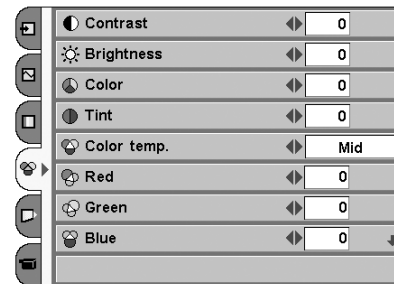 Contrast 0
Brightness 0
Color 0
Tint 0
Color temp. Mid
Red 0
Green 0
Blue 0